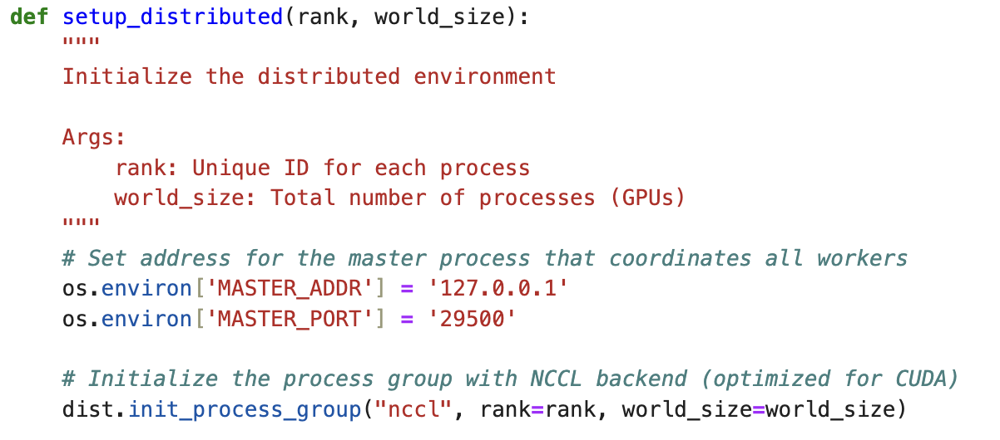 def setup_distributed(rank, world_size):
    """
    Initialize the distributed environment

    Args:
        rank: Unique ID for each process
        world_size: Total number of processes (GPUs)
    """
    # Set address for the master process that coordinates all workers
    os.environ['MASTER_ADDR'] = '127.0.0.1'
    os.environ['MASTER_PORT'] = '29500'

    # Initialize the process group with NCCL backend (optimized for CUDA)
    dist.init_process_group("nccl", rank=rank, world_size=world_size)